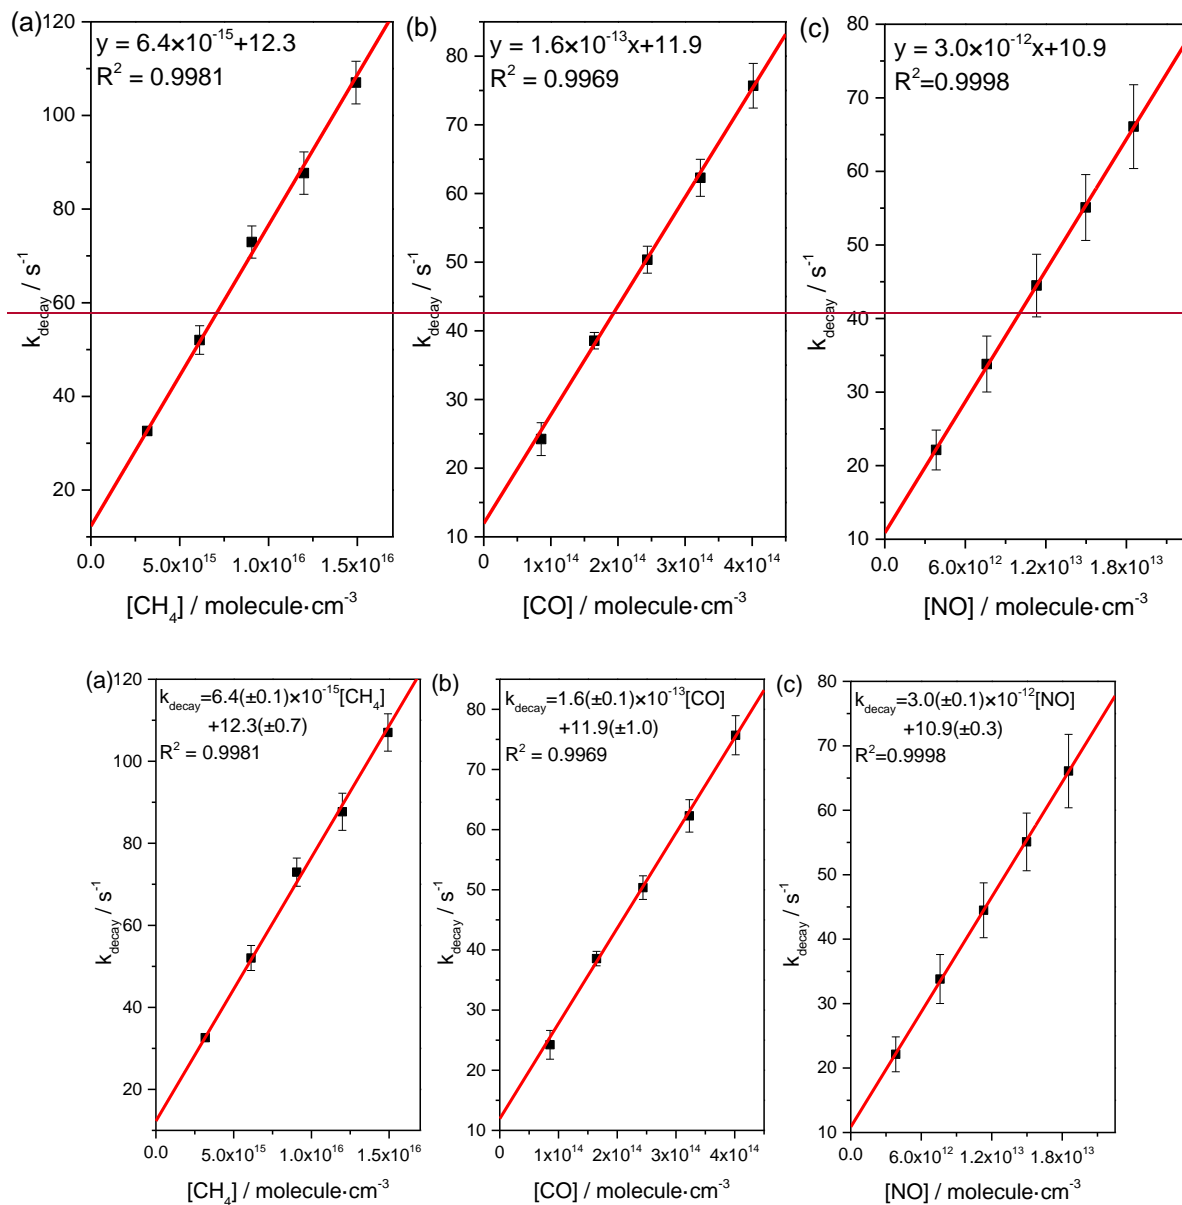 (a)
y = 6.4×10⁻¹⁵+12.3
R² = 0.9981
120
100
80
60
40
20
k_decay / s⁻¹
0.0 5.0x10¹⁵ 1.0x10¹⁶ 1.5x10¹⁶
[CH₄] / molecule·cm⁻³
(b)
y = 1.6×10⁻¹³x+11.9
R² = 0.9969
80
70
60
50
40
30
20
10
k_decay / s⁻¹
0 1x10¹⁴ 2x10¹⁴ 3x10¹⁴ 4x10¹⁴
[CO] / molecule·cm⁻³
(c)
y = 3.0×10⁻¹²x+10.9
R²=0.9998
80
70
60
50
40
30
20
10
k_decay / s⁻¹
0.0 6.0x10¹² 1.2x10¹³ 1.8x10¹³
[NO] / molecule·cm⁻³
(a)
k_decay=6.4(±0.1)×10⁻¹⁵[CH₄]
+12.3(±0.7)
R² = 0.9981
120
100
80
60
40
20
k_decay / s⁻¹
0.0 5.0x10¹⁵ 1.0x10¹⁶ 1.5x10¹⁶
[CH₄] / molecule·cm⁻³
(b)
k_decay=1.6(±0.1)×10⁻¹³[CO]
+11.9(±1.0)
R² = 0.9969
80
70
60
50
40
30
20
10
k_decay / s⁻¹
0 1x10¹⁴ 2x10¹⁴ 3x10¹⁴ 4x10¹⁴
[CO] / molecule·cm⁻³
(c)
k_decay=3.0(±0.1)×10⁻¹²[NO]
+10.9(±0.3)
R²=0.9998
80
70
60
50
40
30
20
10
k_decay / s⁻¹
0.0 6.0x10¹² 1.2x10¹³ 1.8x10¹³
[NO] / molecule·cm⁻³